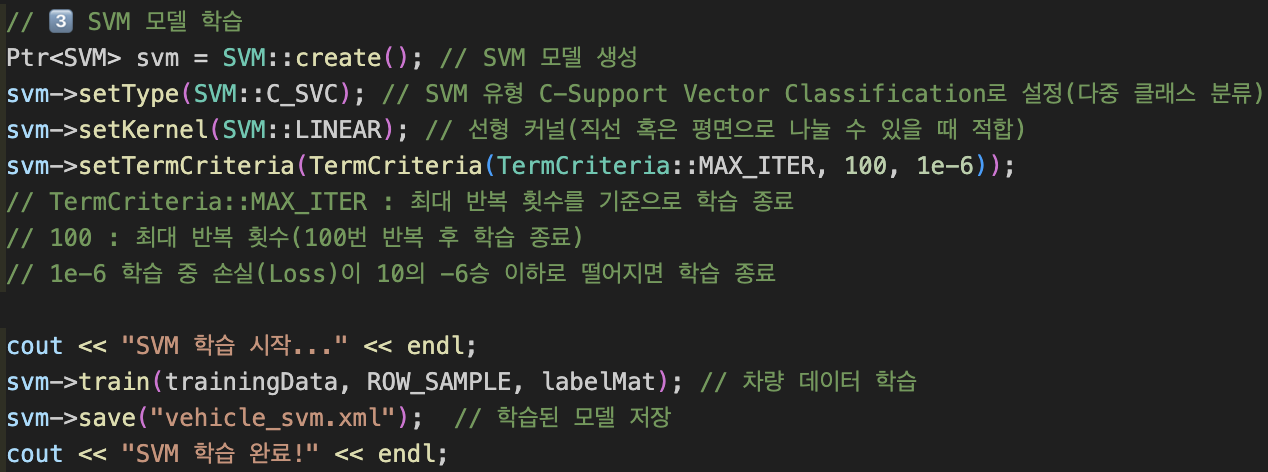 // 3️⃣ SVM 모델 학습
Ptr<SVM> svm = SVM::create(); // SVM 모델 생성
svm->setType(SVM::C_SVC); // SVM 유형 C-Support Vector Classification로 설정(다중 클래스 분류)
svm->setKernel(SVM::LINEAR); // 선형 커널(직선 혹은 평면으로 나눌 수 있을 때 적합)
svm->setTermCriteria(TermCriteria(TermCriteria::MAX_ITER, 100, 1e-6));
// TermCriteria::MAX_ITER : 최대 반복 횟수를 기준으로 학습 종료
// 100 : 최대 반복 횟수(100번 반복 후 학습 종료)
// 1e-6 학습 중 손실(Loss)이 10의 -6승 이하로 떨어지면 학습 종료
cout << "SVM 학습 시작..." << endl;
svm->train(trainingData, ROW_SAMPLE, labelMat); // 차량 데이터 학습
svm->save("vehicle_svm.xml");  // 학습된 모델 저장
cout << "SVM 학습 완료!" << endl;